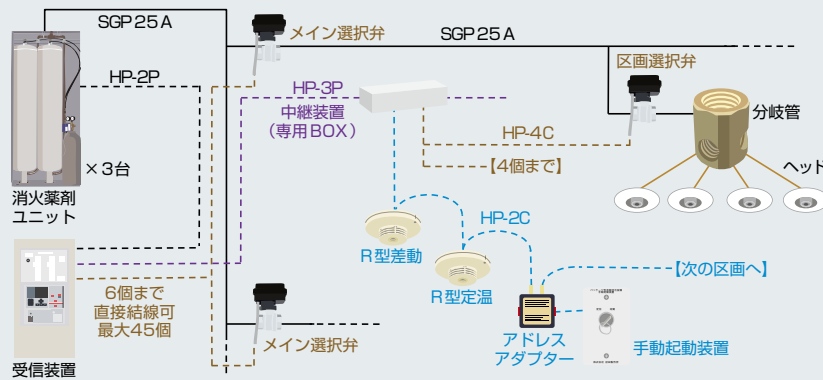 SGP 25 A
メイン選択弁
SGP 25 A
区画選択弁
HP-2P
HP-3P
中継装置
（専用BOX）
HP-4C
分岐管
【4個まで】
×3台
ヘッド
消火薬剤
ユニット
HP-2C
R型差動
【次の区画へ】
R型定温
6個まで
直接結線可
最大45個
アドレス
アダプター
手動起動装置
メイン選択弁
受信装置